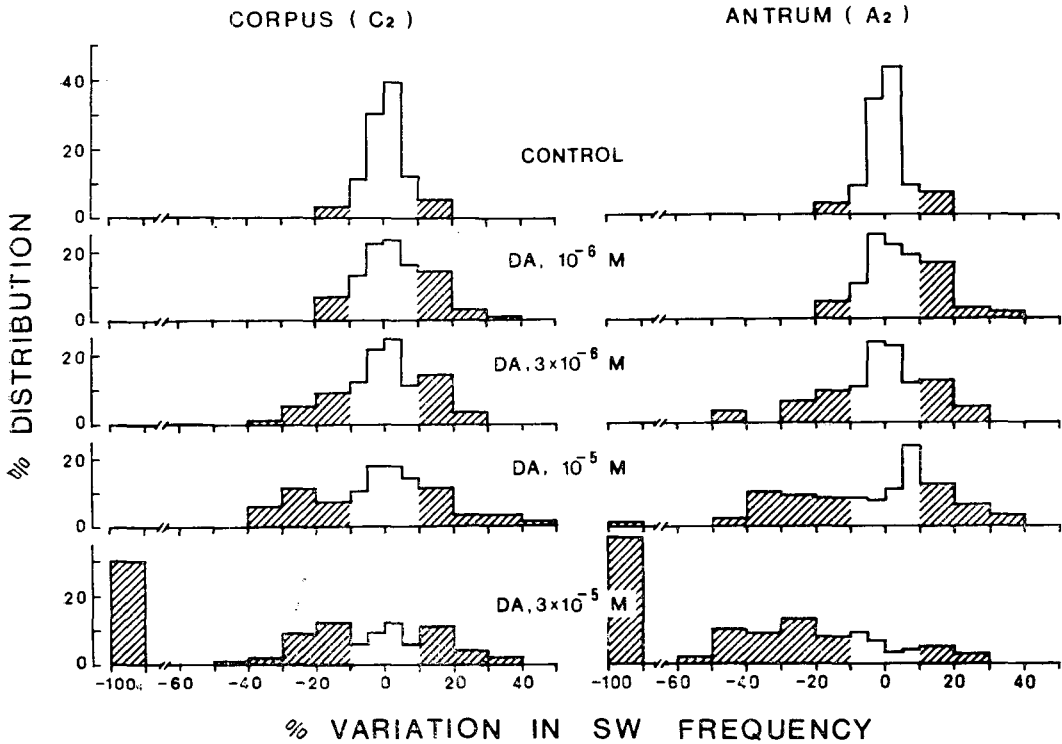 CORPUS ( C₂ )
ANTRUM ( A₂ )
40
20
0
CONTROL
20
0
DA, 10⁻⁶ M
20
0
DA, 3×10⁻⁶ M
20
0
DA, 10⁻⁵ M
20
0
DA, 3×10⁻⁵ M
-100 -60 -40 -20 0 20 40
-100 -60 -40 -20 0 20 40
% DISTRIBUTION
% VARIATION IN SW FREQUENCY